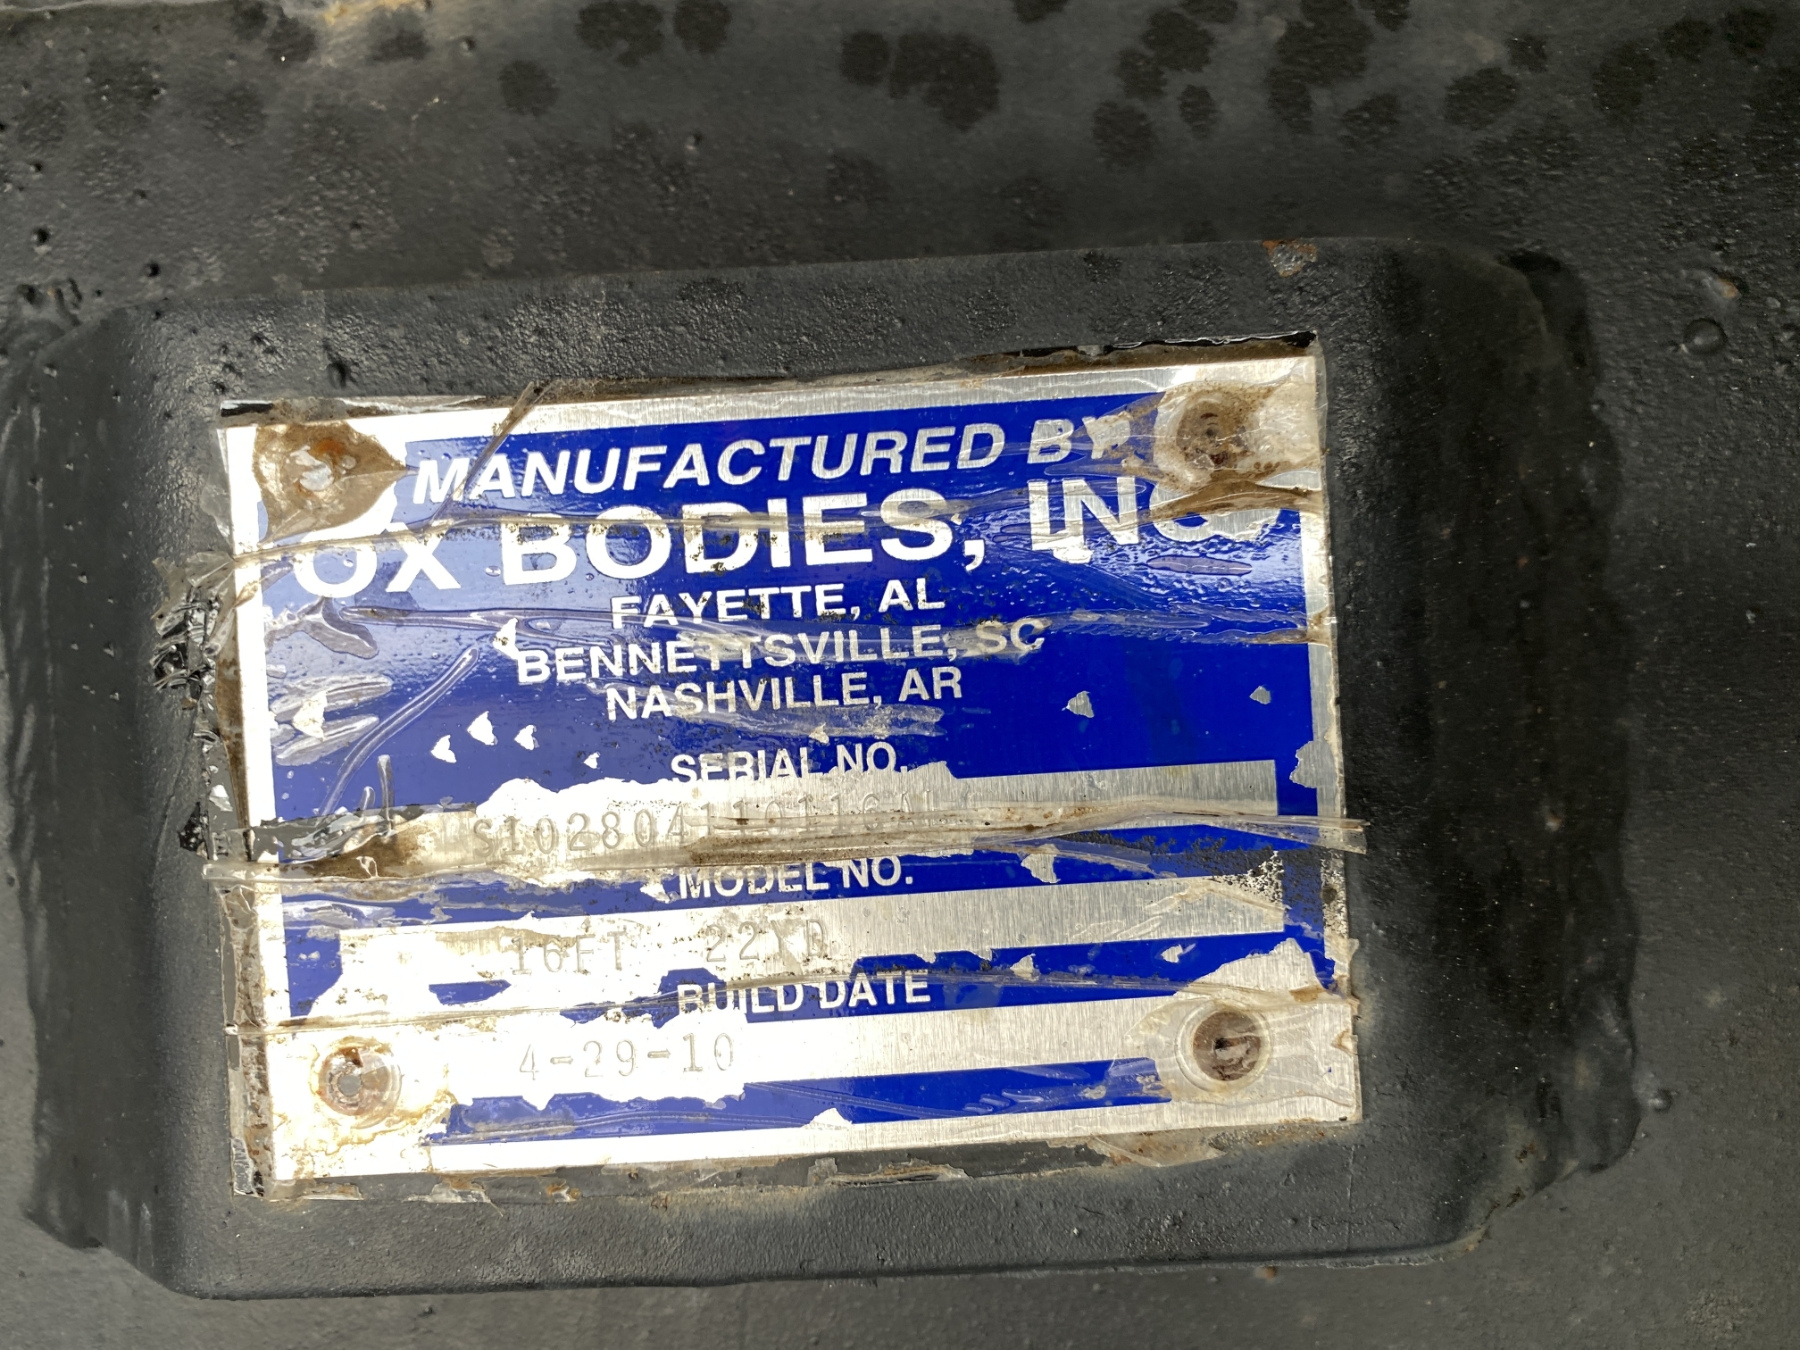 MANUFACTURED BY
OX BODIES, INC.
FAYETTE, AL
BENNETTSVILLE, SC
NASHVILLE, AR
SERIAL NO.
MODEL NO.
16FT 22XD
BUILD DATE
4-29-10